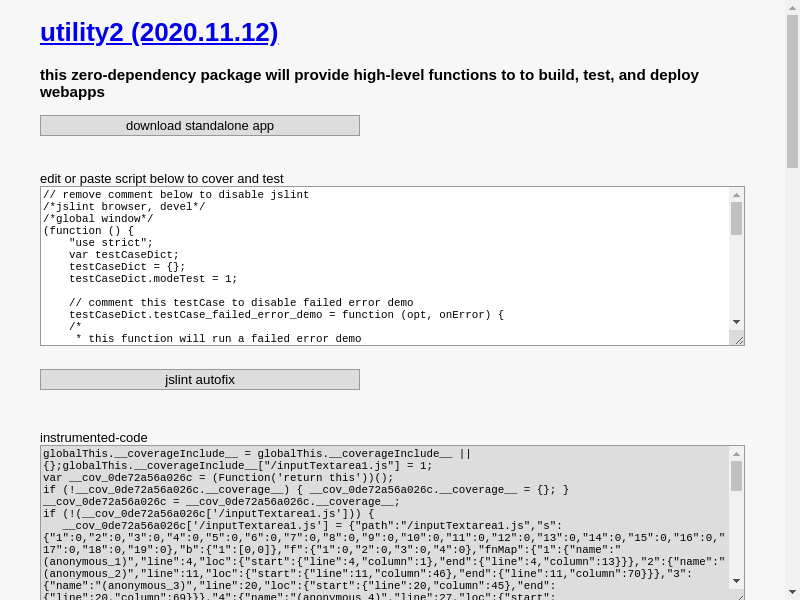 utility2 (2020.11.12)
this zero-dependency package will provide high-level functions to to build, test, and deploy
webapps
download standalone app
edit or paste script below to cover and test
// remove comment below to disable jslint
/*jslint browser, devel*/
/*global window*/
(function () {
    "use strict";
    var testCaseDict;
    testCaseDict = {};
    testCaseDict.modeTest = 1;
    // comment this testCase to disable failed error demo
    testCaseDict.testCase_failed_error_demo = function (opt, onError) {
    /*
     * this function will run a failed error demo
jslint autofix
instrumented-code
globalThis.__coverageInclude__ = globalThis.__coverageInclude__ ||
{};globalThis.__coverageInclude__["/inputTextarea1.js"] = 1;
var __cov_0de72a56a026c = (Function('return this'))();
if (!__cov_0de72a56a026c.__coverage__) { __cov_0de72a56a026c.__coverage__ = {}; }
__cov_0de72a56a026c = __cov_0de72a56a026c.__coverage__;
if (!(__cov_0de72a56a026c['/inputTextarea1.js'])) {
   __cov_0de72a56a026c['/inputTextarea1.js'] = {"path":"/inputTextarea1.js","s":
{"1":0,"2":0,"3":0,"4":0,"5":0,"6":0,"7":0,"8":0,"9":0,"10":0,"11":0,"12":0,"13":0,"14":0,"15":0,"16":0,"
17":0,"18":0,"19":0},"b":{"1":[0,0]},"f":{"1":0,"2":0,"3":0,"4":0},"fnMap":{"1":{"name":"
(anonymous_1)","line":4,"loc":{"start":{"line":4,"column":1},"end":{"line":4,"column":13}}},"2":{"name":"
(anonymous_2)","line":11,"loc":{"start":{"line":11,"column":46},"end":{"line":11,"column":70}}},"3":
{"name":"(anonymous_3)","line":20,"loc":{"start":{"line":20,"column":45},"end":
{"line":20,"column":69}}},"4":{"name":"(anonymous_4)","line":27,"loc":{"start":